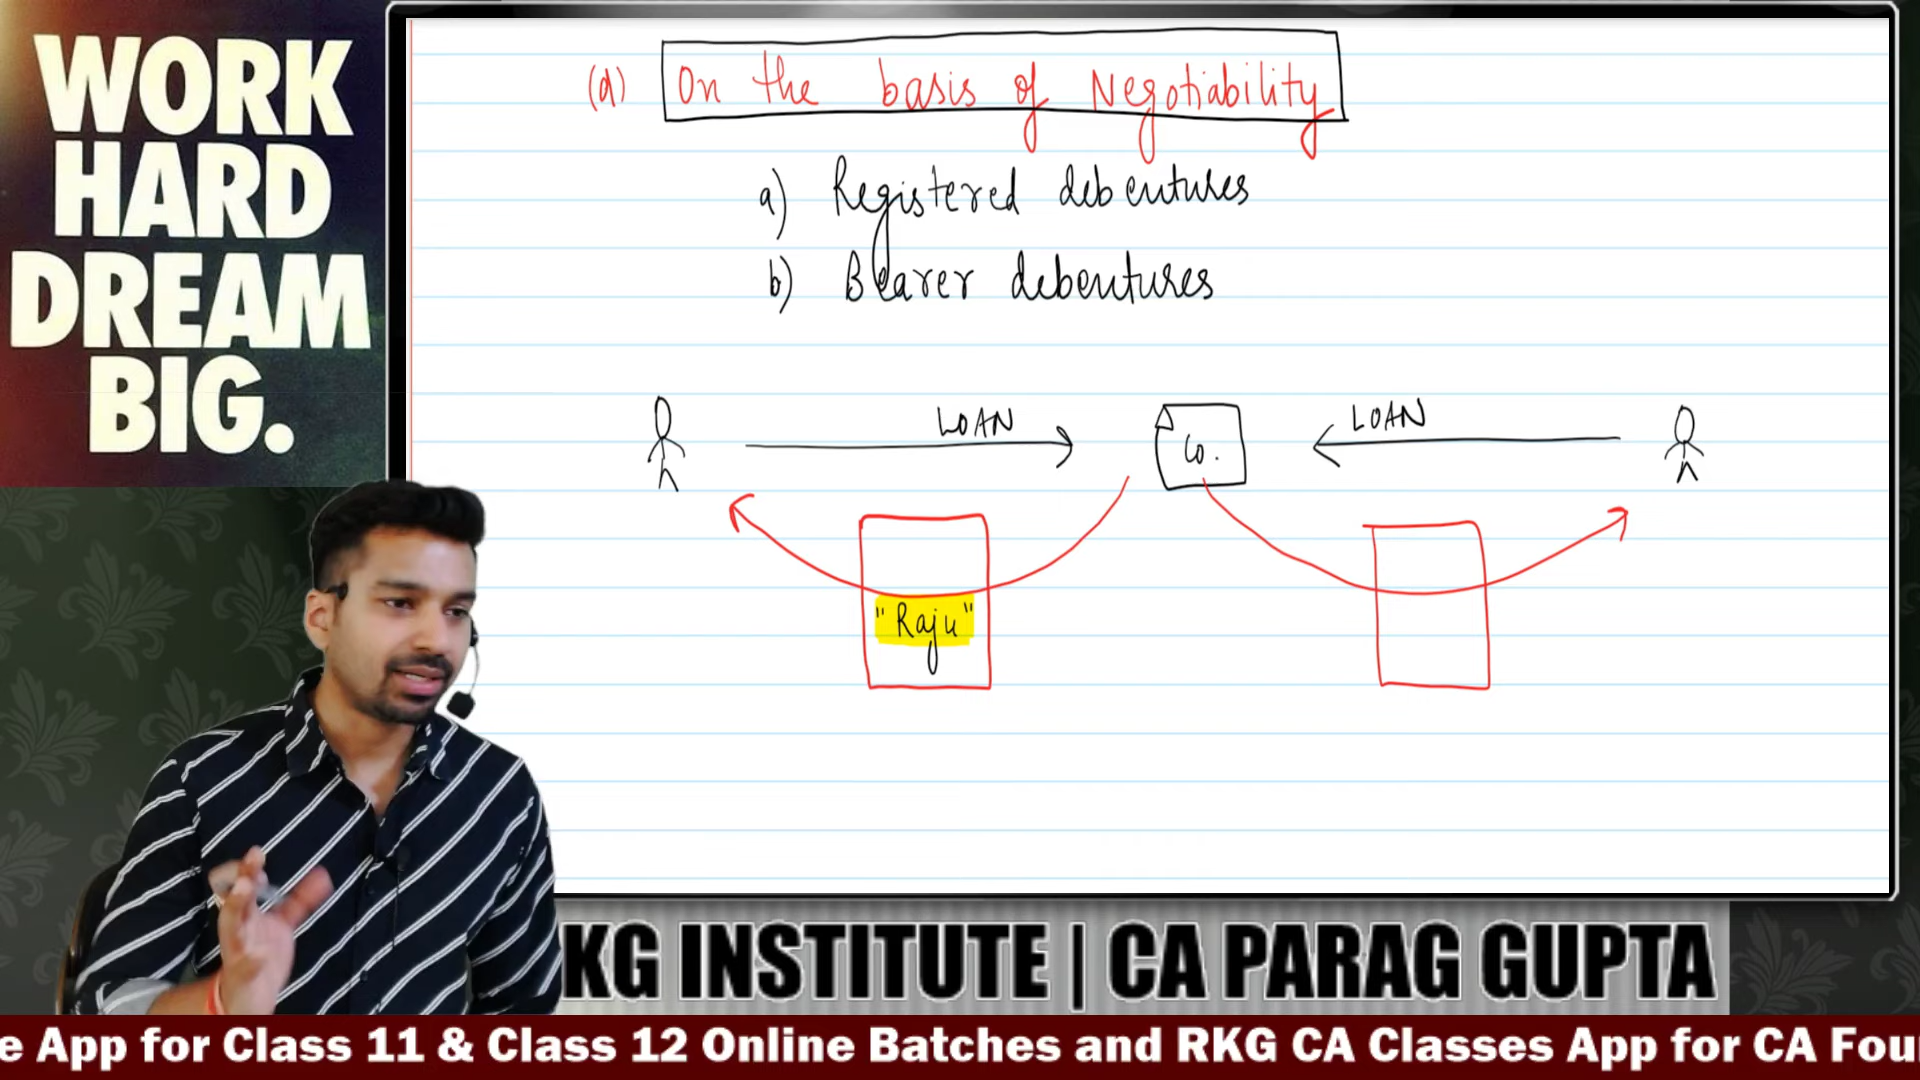 WORK
HARD
DREAM
BIG.
(d) On the basis of Negotiability
a) Registered debentures
b) Bearer debentures
LOAN
Co.
LOAN
"Raju"
KG INSTITUTE | CA PARAG GUPTA
e App for Class 11 & Class 12 Online Batches and RKG CA Classes App for CA Fou